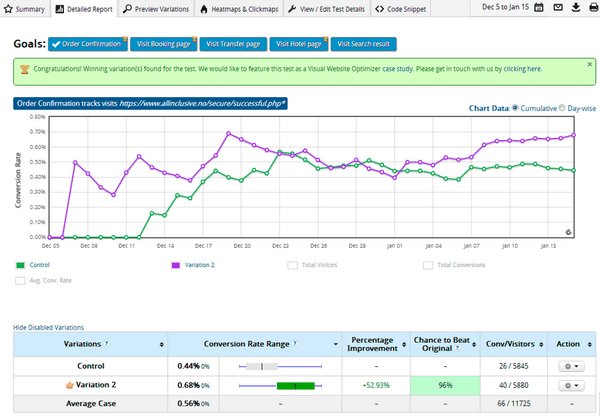 Summary Detailed Report Preview Variations Heatmaps & Clickmaps View / Edit Test Details Code Snippet Dec 5 to Jan 15
Goals: Order Confirmation Visit Booking page Visit Transfer page Visit Hotel page Visit Search result
Congratulations! Winning variation(s) found for the test. We would like to feature this test as a Visual Website Optimizer case study. Please get in touch with us by clicking here.
Order Confirmation tracks visits https://www.allinclusive.no/secure/successful.php*
Chart Data: Cumulative Day-wise
Conversion Rate
0.80%
0.70%
0.60%
0.50%
0.40%
0.30%
0.20%
0.10%
0.00%
Dec 05 Dec 08 Dec 11 Dec 14 Dec 17 Dec 20 Dec 23 Dec 26 Dec 29 Jan 01 Jan 04 Jan 07 Jan 10 Jan 13
Control Variation 2 Total Visitors Total Conversions
Avg. Conv. Rate
Hide Disabled Variations
Variations ? Conversion Rate Range Percentage Improvement Chance to Beat Original ? Conv/Visitors Action
Control 0.44% 0% – – 26 / 5845
Variation 2 0.68% 0% +52.93% 96% 40 / 5880
Average Case 0.56% 0% – – – 66 / 11725